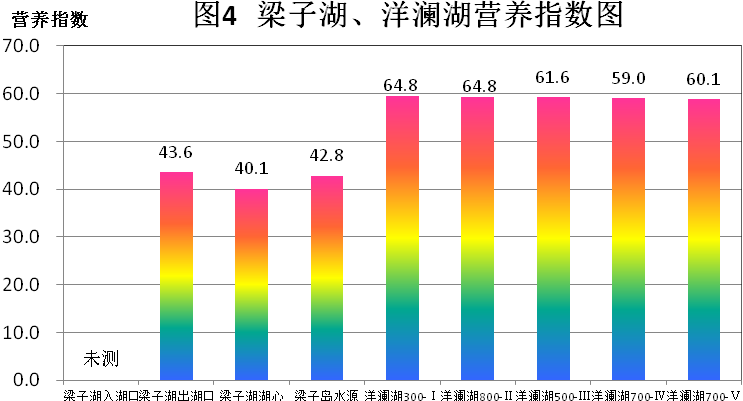 图4 梁子湖、洋澜湖营养指数图
营养指数
70.0
60.0
50.0
40.0
30.0
20.0
10.0
0.0
未测
43.6
40.1
42.8
64.8
64.8
61.6
59.0
60.1
梁子湖入湖口
梁子湖出湖口
梁子湖湖心
梁子岛水源
洋澜湖300-Ⅰ
洋澜湖800-Ⅱ
洋澜湖500-Ⅲ
洋澜湖700-Ⅳ
洋澜湖700-Ⅴ